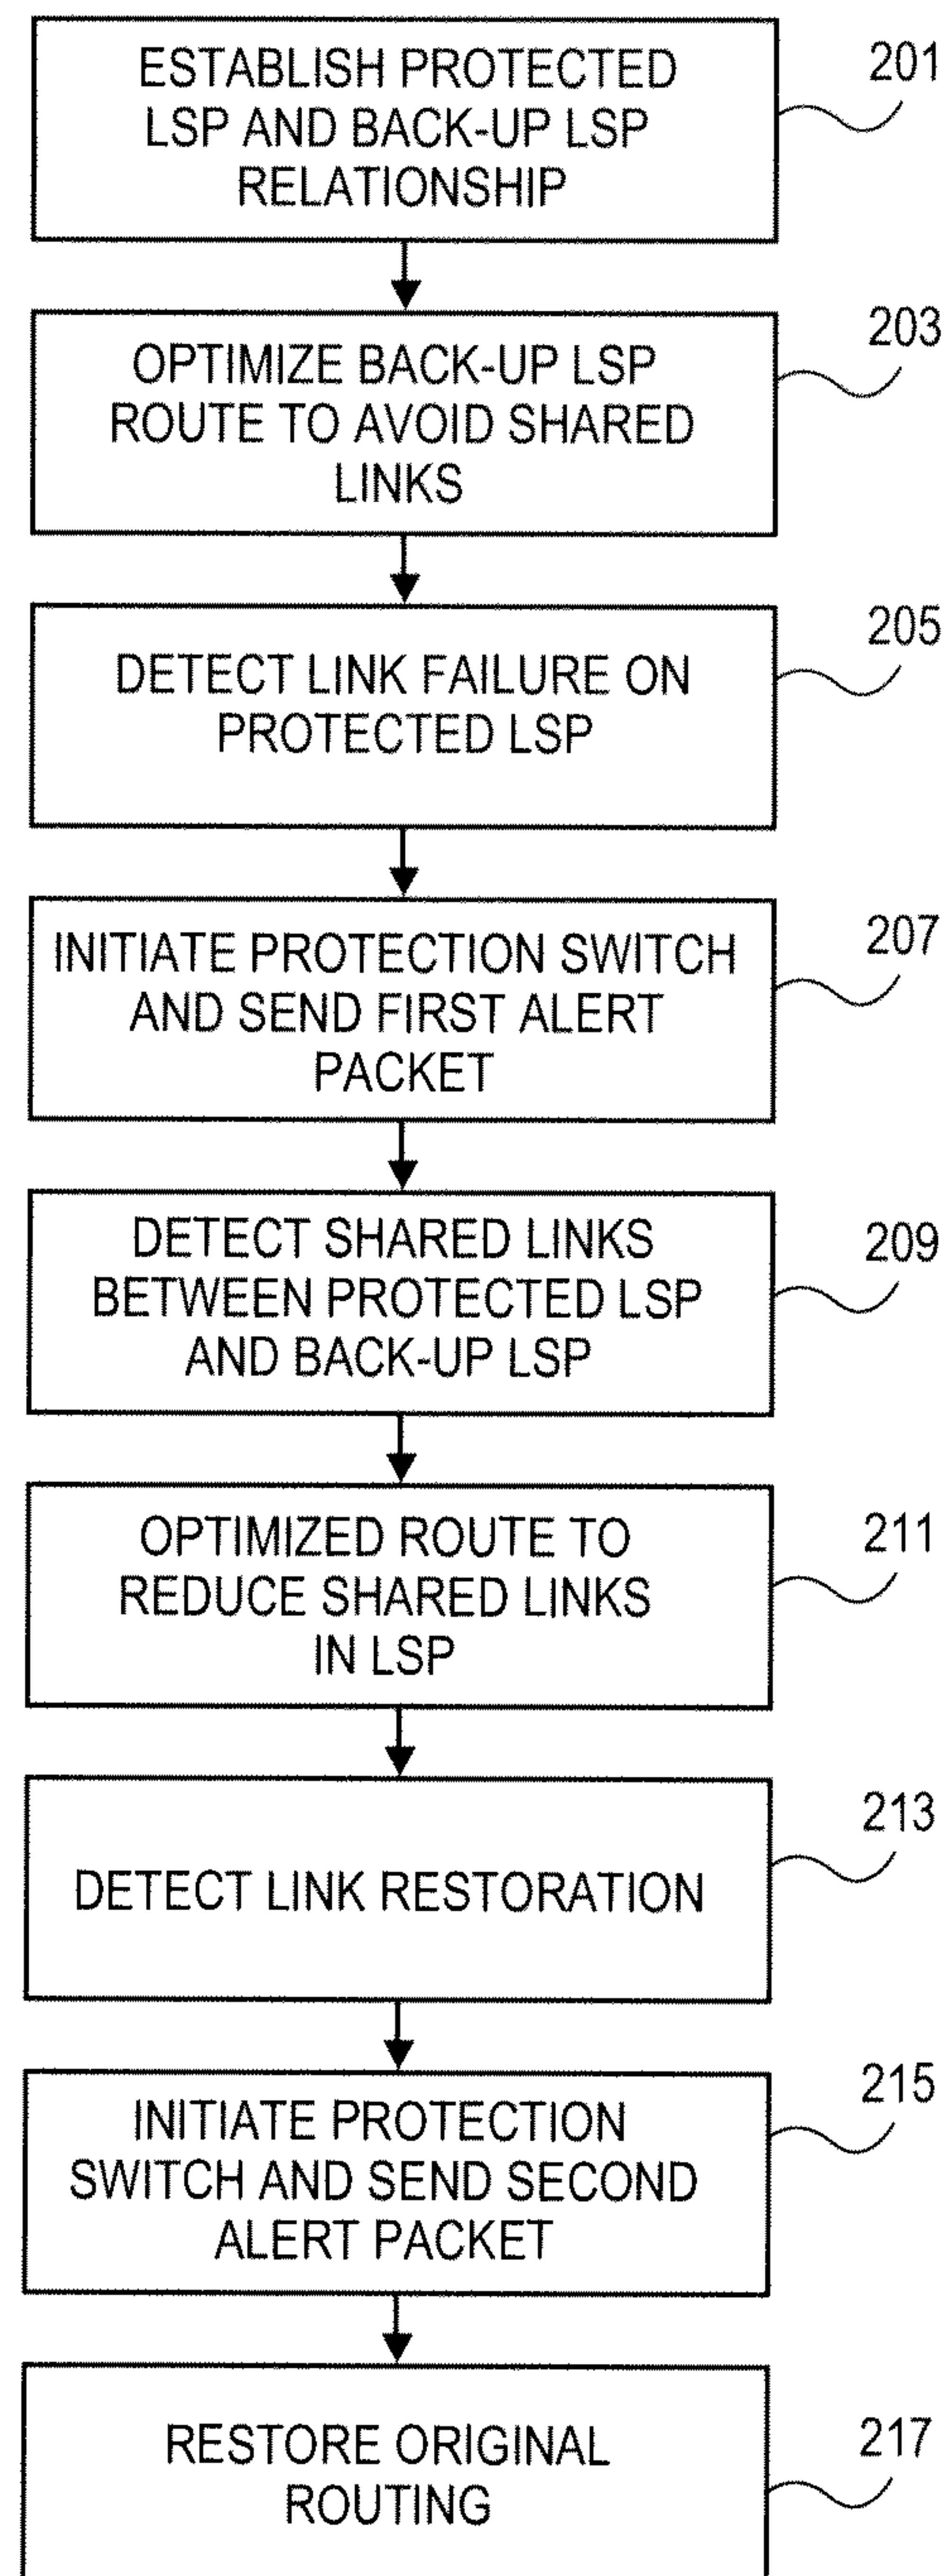 ESTABLISH PROTECTED
LSP AND BACK-UP LSP
RELATIONSHIP
201
OPTIMIZE BACK-UP LSP
ROUTE TO AVOID SHARED
LINKS
203
DETECT LINK FAILURE ON
PROTECTED LSP
205
INITIATE PROTECTION SWITCH
AND SEND FIRST ALERT
PACKET
207
DETECT SHARED LINKS
BETWEEN PROTECTED LSP
AND BACK-UP LSP
209
OPTIMIZED ROUTE TO
REDUCE SHARED LINKS
IN LSP
211
DETECT LINK RESTORATION
213
INITIATE PROTECTION
SWITCH AND SEND SECOND
ALERT PACKET
215
RESTORE ORIGINAL
ROUTING
217